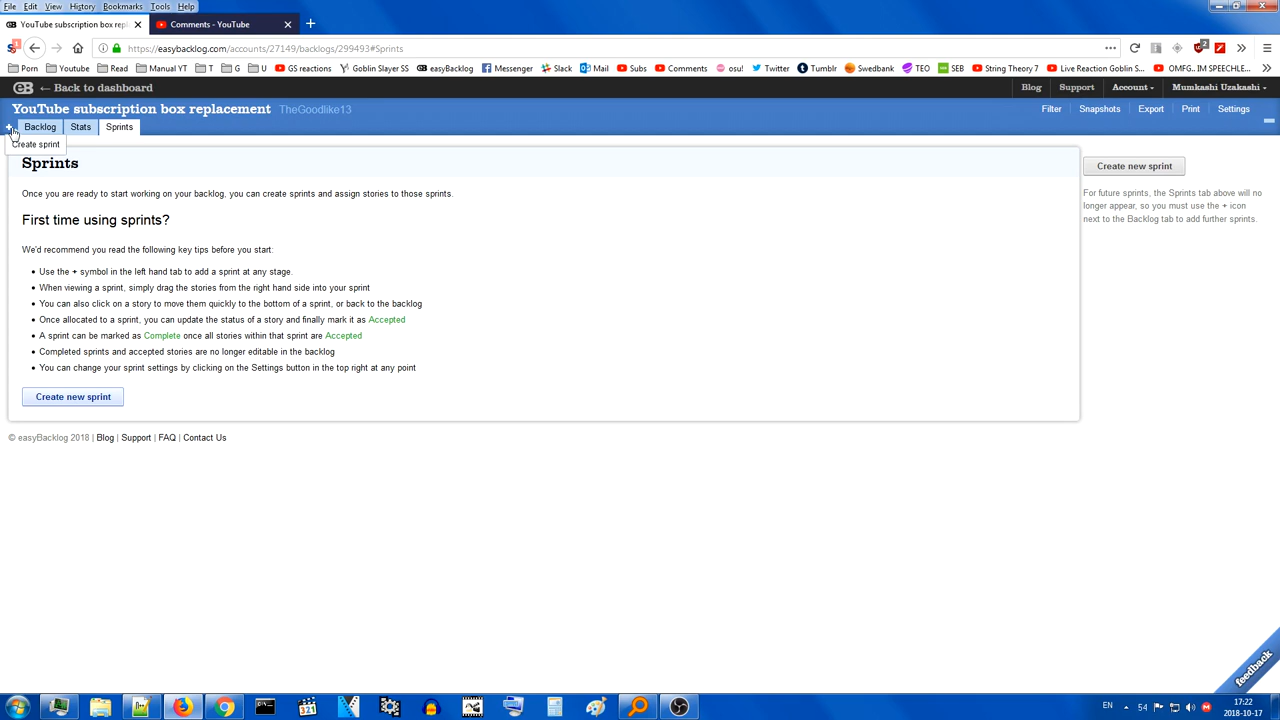 File Edit View History Bookmarks Tools Help
YouTube subscription box repl
Comments - YouTube
https://easybacklog.com/accounts/27149/backlogs/299493#Sprints
Porn Youtube Read Manual YT T G U GS reactions Goblin Slayer SS easyBacklog Messenger Slack Mail Subs Comments osu! Twitter Tumblr Swedbank TEO SEB String Theory 7 Live Reaction Goblin S... OMFG.. IM SPEECHLE...
← Back to dashboard
Blog Support Account Mumkashi Uzakashi
YouTube subscription box replacement TheGoodlike13
Filter Snapshots Export Print Settings
+ Backlog Stats Sprints
Create sprint
Sprints
Create new sprint
Once you are ready to start working on your backlog, you can create sprints and assign stories to those sprints.
For future sprints, the Sprints tab above will no
longer appear, so you must use the + icon
next to the Backlog tab to add further sprints.
First time using sprints?
We'd recommend you read the following key tips before you start:
• Use the + symbol in the left hand tab to add a sprint at any stage.
• When viewing a sprint, simply drag the stories from the right hand side into your sprint
• You can also click on a story to move them quickly to the bottom of a sprint, or back to the backlog
• Once allocated to a sprint, you can update the status of a story and finally mark it as Accepted
• A sprint can be marked as Complete once all stories within that sprint are Accepted
• Completed sprints and accepted stories are no longer editable in the backlog
• You can change your sprint settings by clicking on the Settings button in the top right at any point
Create new sprint
© easyBacklog 2018 | Blog | Support | FAQ | Contact Us
feedback
EN 54 17:22
2018-10-17